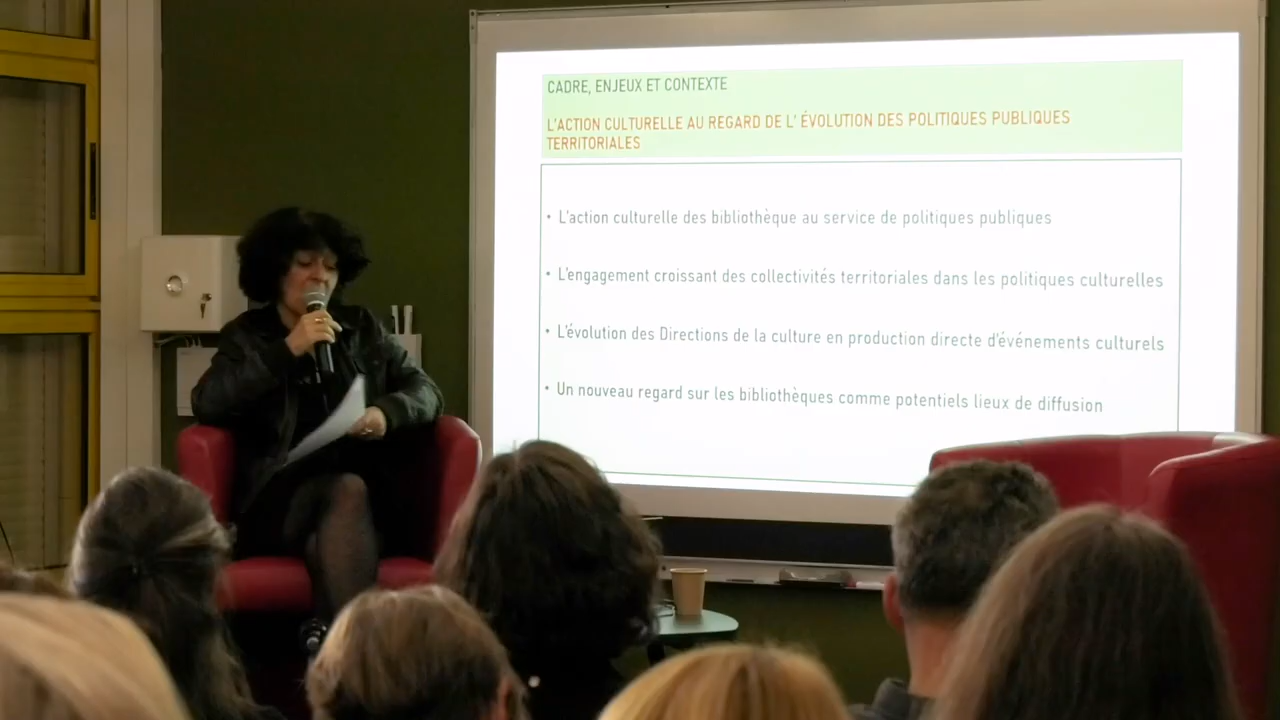 CADRE, ENJEUX ET CONTEXTE
L'ACTION CULTURELLE AU REGARD DE L' ÉVOLUTION DES POLITIQUES PUBLIQUES
TERRITORIALES
• L'action culturelle des bibliothèque au service de politiques publiques
• L'engagement croissant des collectivités territoriales dans les politiques culturelles
• L'évolution des Directions de la culture en production directe d'événements culturels
• Un nouveau regard sur les bibliothèques comme potentiels lieux de diffusion